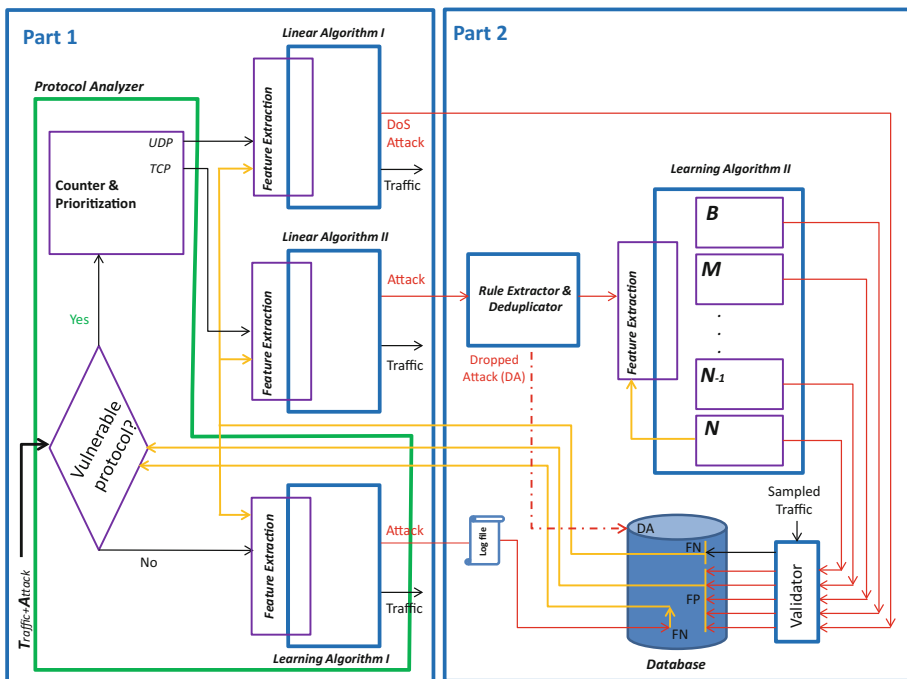 Part 1
Part 2
Linear Algorithm I
Protocol Analyzer
Feature Extraction
UDP
TCP
Counter &
Prioritization
DoS
Attack
Traffic
Learning Algorithm II
B
M
.
.
.
.
N-1
N
Feature Extraction
Linear Algorithm II
Feature Extraction
Attack
Traffic
Rule Extractor &
Deduplicator
Dropped
Attack (DA)
Yes
Vulnerable
protocol?
No
Traffic+Attack
Feature Extraction
Attack
Traffic
Learning Algorithm I
Log file
Sampled
Traffic
DA
FN
FP
FN
Validator
Database